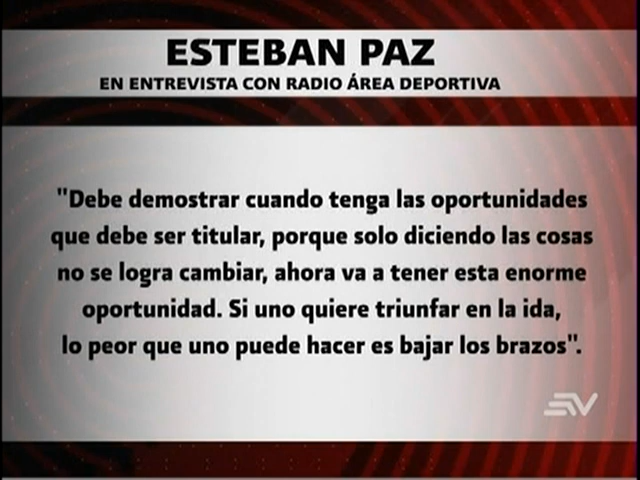 ESTEBAN PAZ
EN ENTREVISTA CON RADIO ÁREA DEPORTIVA
"Debe demostrar cuando tenga las oportunidades
que debe ser titular, porque solo diciendo las cosas
no se logra cambiar, ahora va a tener esta enorme
oportunidad. Si uno quiere triunfar en la ida,
lo peor que uno puede hacer es bajar los brazos".